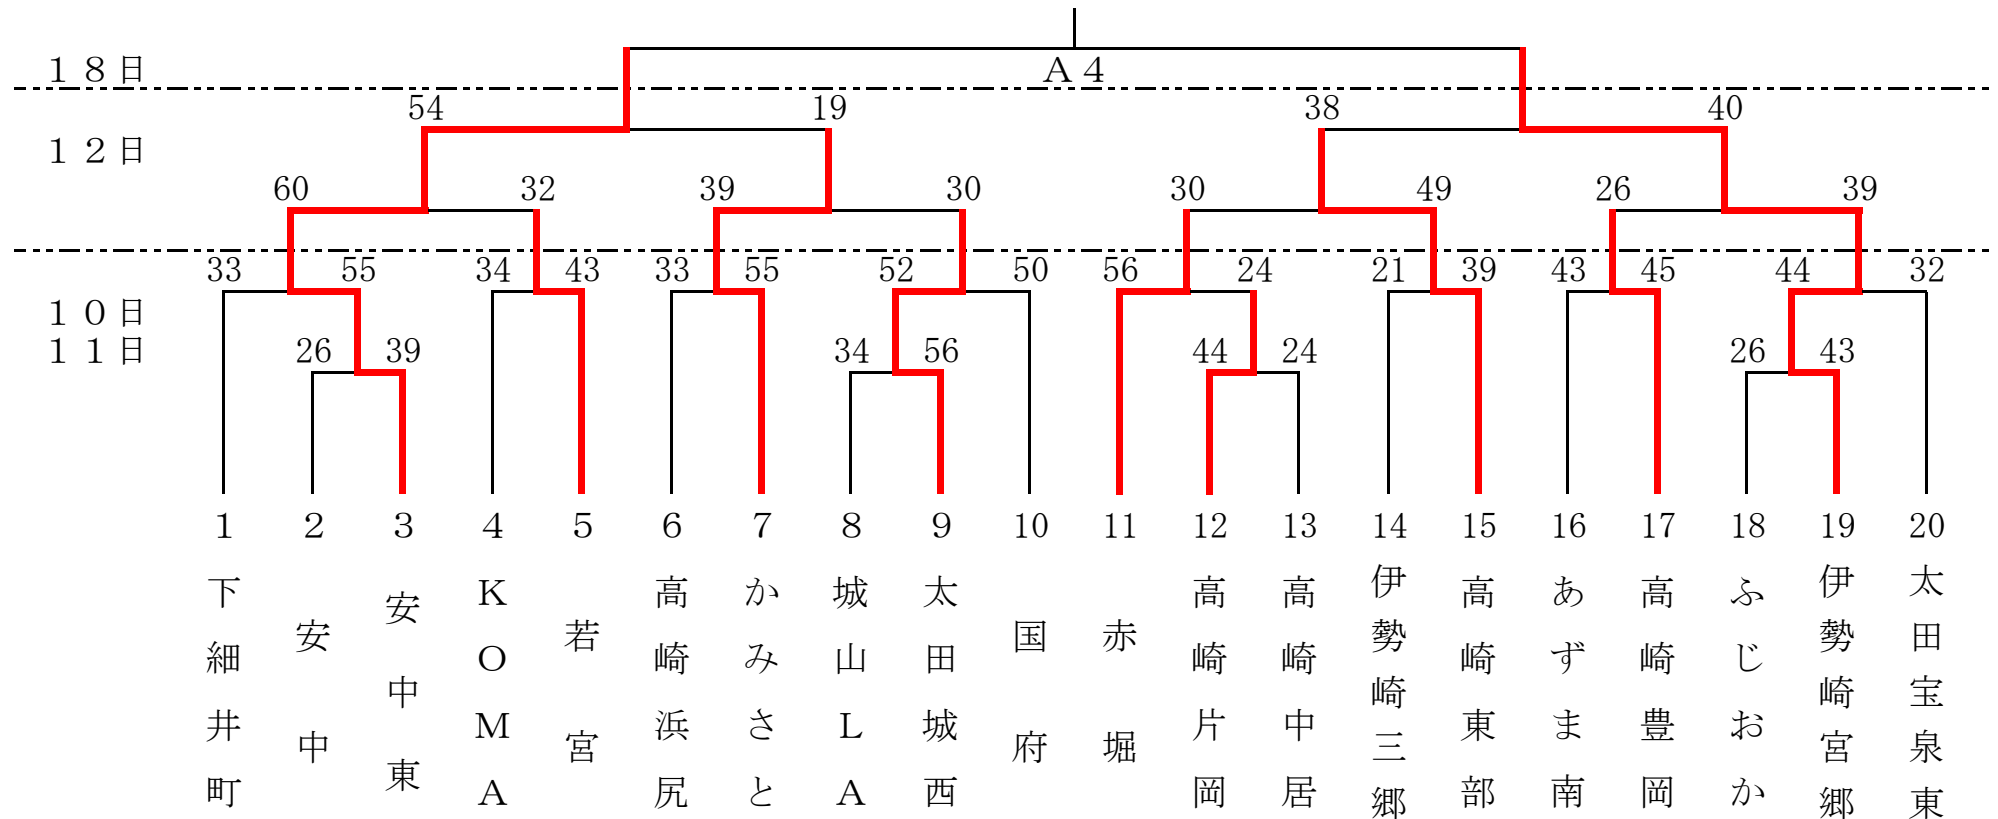 １８日
Ａ４
54 19 38 40
１２日
60 32 39 30 30 49 26 39
33 55 34 43 33 55 52 50 56 24 21 39 43 45 44 32
１０日
１１日
26 39 34 56 44 24 26 43
1 2 3 4 5 6 7 8 9 10 11 12 13 14 15 16 17 18 19 20
下細井町
安中
安中東
ＫＯＭＡ
若宮
高崎浜尻
かみさと
城山ＬＡ
太田城西
国府
赤堀
高崎片岡
高崎中居
伊勢崎三郷
高崎東部
あずま南
高崎豊岡
ふじおか
伊勢崎宮郷
太田宝泉東